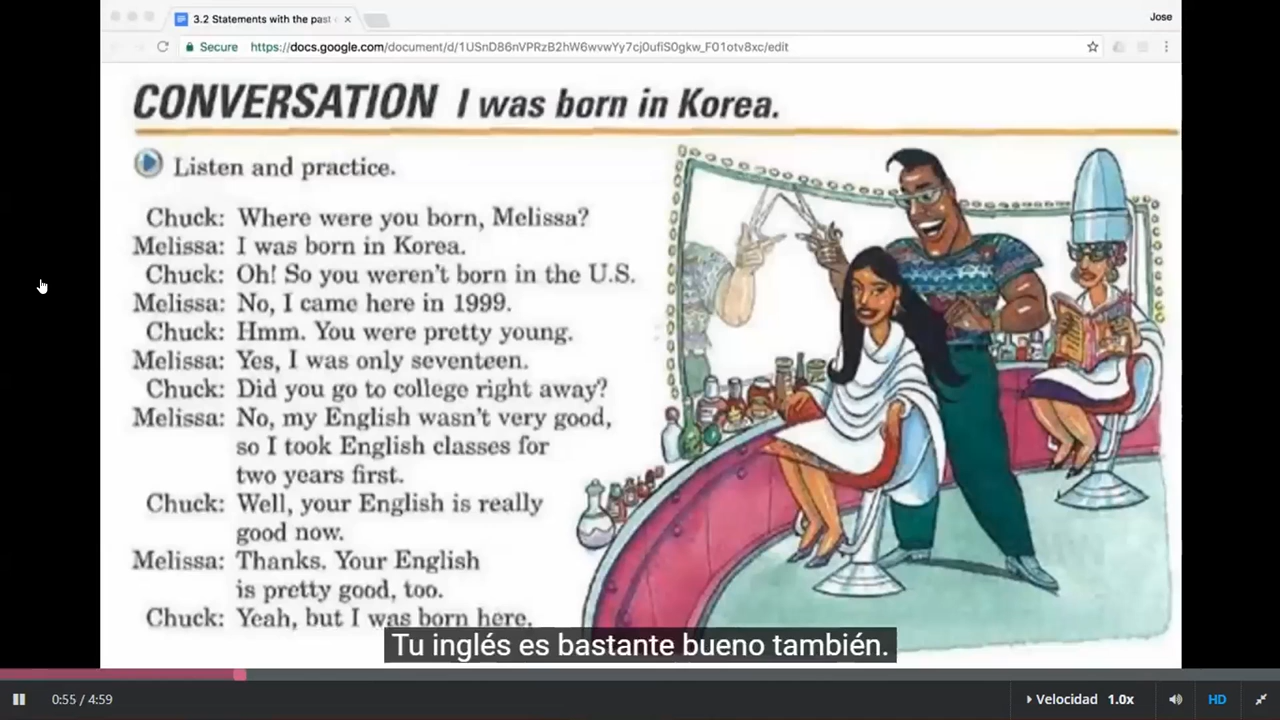 3.2 Statements with the past
Jose
Secure https://docs.google.com/document/d/1USnD86nVPRzB2hW6wvwYy7cj0ufiS0gkw_F01otv8xc/edit
CONVERSATION I was born in Korea.
Listen and practice.
Chuck: Where were you born, Melissa?
Melissa: I was born in Korea.
Chuck: Oh! So you weren't born in the U.S.
Melissa: No, I came here in 1999.
Chuck: Hmm. You were pretty young.
Melissa: Yes, I was only seventeen.
Chuck: Did you go to college right away?
Melissa: No, my English wasn't very good,
so I took English classes for
two years first.
Chuck: Well, your English is really
good now.
Melissa: Thanks. Your English
is pretty good, too.
Chuck: Yeah, but I was born here.
Tu inglés es bastante bueno también.
0:55 / 4:59
Velocidad 1.0x
HD